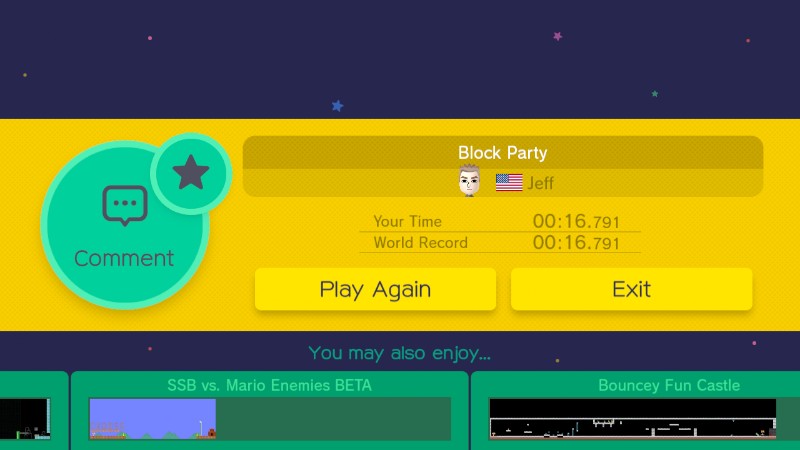 Block Party
Jeff
Comment
Your Time 00:16.791
World Record 00:16.791
Play Again
Exit
You may also enjoy...
SSB vs. Mario Enemies BETA
Bouncey Fun Castle